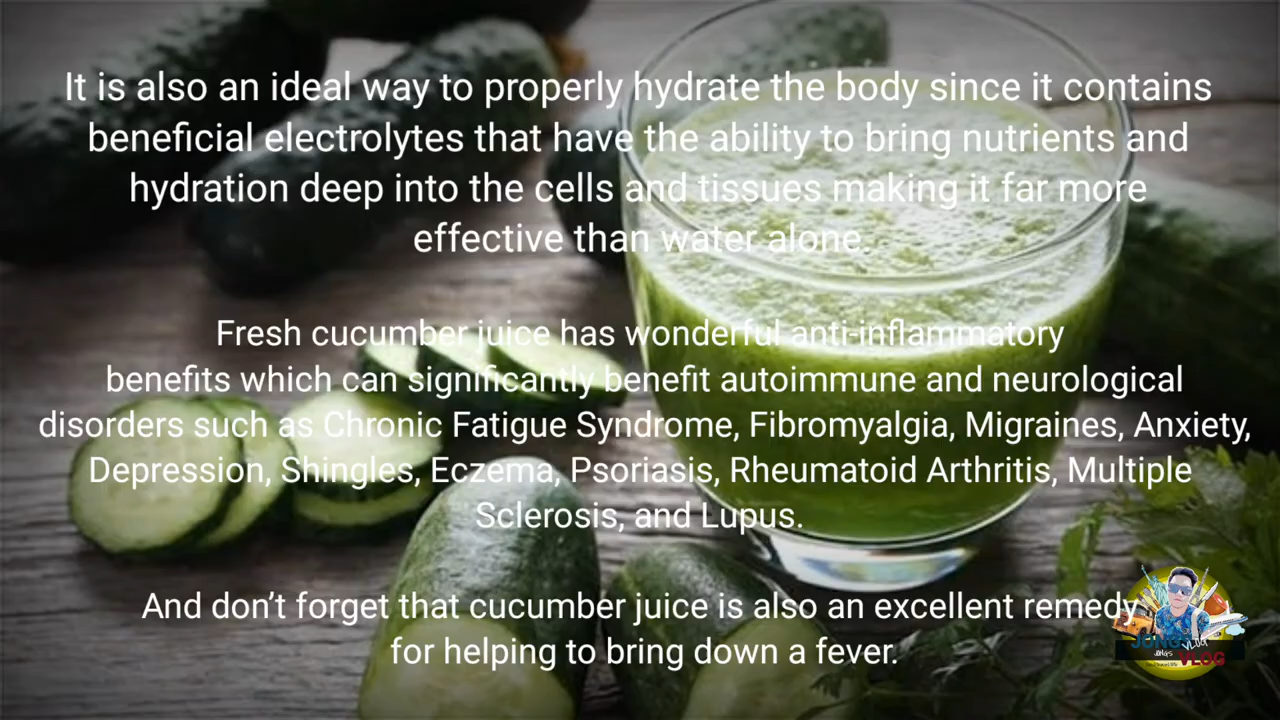 It is also an ideal way to properly hydrate the body since it contains
beneficial electrolytes that have the ability to bring nutrients and
hydration deep into the cells and tissues making it far more
effective than water alone.
Fresh cucumber juice has wonderful anti-inflammatory
benefits which can significantly benefit autoimmune and neurological
disorders such as Chronic Fatigue Syndrome, Fibromyalgia, Migraines, Anxiety,
Depression, Shingles, Eczema, Psoriasis, Rheumatoid Arthritis, Multiple
Sclerosis, and Lupus.
And don’t forget that cucumber juice is also an excellent remedy
for helping to bring down a fever.
VLOG